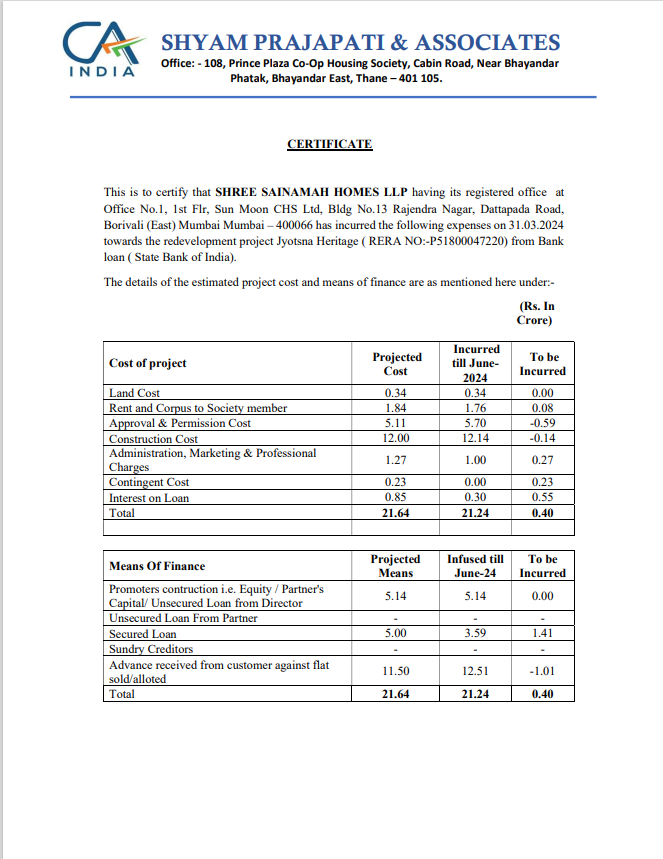 CA
INDIA
SHYAM PRAJAPATI & ASSOCIATES
Office: - 108, Prince Plaza Co-Op Housing Society, Cabin Road, Near Bhayandar
Phatak, Bhayandar East, Thane – 401 105.
CERTIFICATE
This is to certify that SHREE SAINAMAH HOMES LLP having its registered office at
Office No.1, 1st Flr, Sun Moon CHS Ltd, Bldg No.13 Rajendra Nagar, Dattapada Road,
Borivali (East) Mumbai Mumbai – 400066 has incurred the following expenses on 31.03.2024
towards the redevelopment project Jyotsna Heritage ( RERA NO:-P51800047220) from Bank
loan ( State Bank of India).
The details of the estimated project cost and means of finance are as mentioned here under:-
(Rs. In
Crore)
Cost of project Projected Cost Incurred till June-2024 To be Incurred
Land Cost 0.34 0.34 0.00
Rent and Corpus to Society member 1.84 1.76 0.08
Approval & Permission Cost 5.11 5.70 -0.59
Construction Cost 12.00 12.14 -0.14
Administration, Marketing & Professional Charges 1.27 1.00 0.27
Contingent Cost 0.23 0.00 0.23
Interest on Loan 0.85 0.30 0.55
Total 21.64 21.24 0.40
Means Of Finance Projected Means Infused till June-24 To be Incurred
Promoters contruction i.e. Equity / Partner's Capital/ Unsecured Loan from Director 5.14 5.14 0.00
Unsecured Loan From Partner - - -
Secured Loan 5.00 3.59 1.41
Sundry Creditors - - -
Advance received from customer against flat sold/alloted 11.50 12.51 -1.01
Total 21.64 21.24 0.40